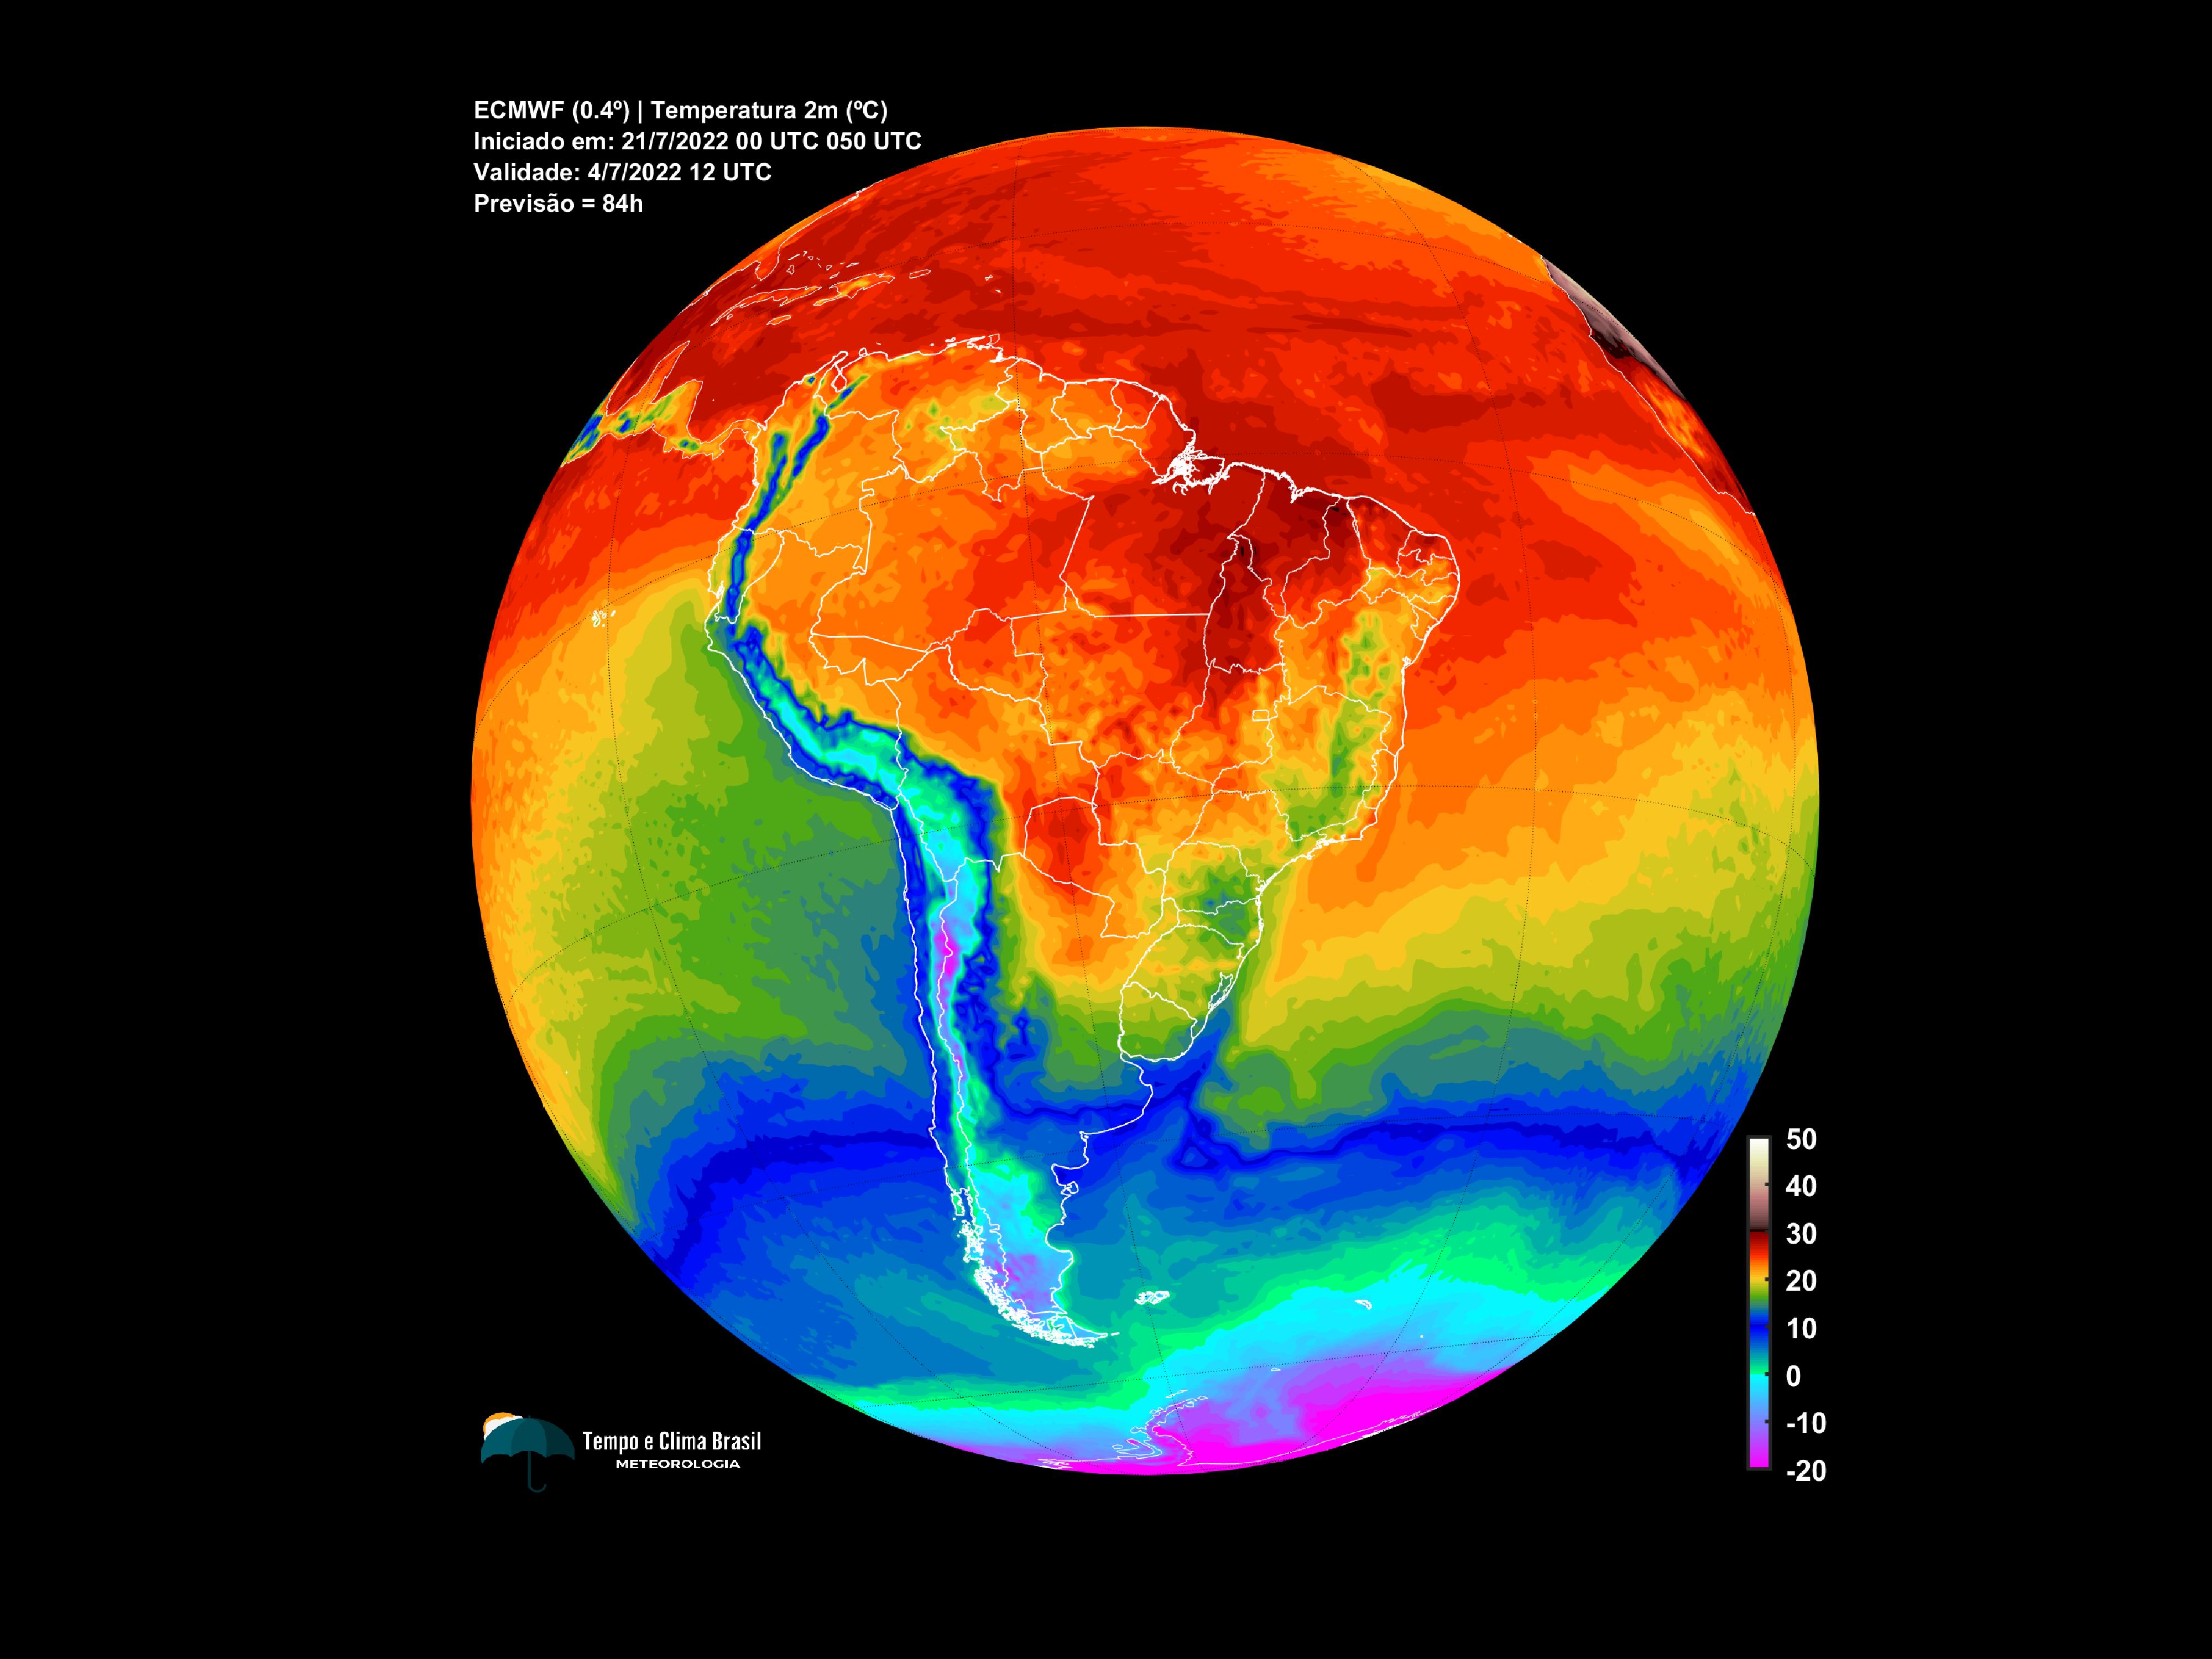 ECMWF (0.4º) | Temperatura 2m (ºC)
Iniciado em: 21/7/2022 00 UTC 050 UTC
Validade: 4/7/2022 12 UTC
Previsão = 84h
50
40
30
20
10
0
-10
-20
Tempo e Clima Brasil
METEOROLOGIA